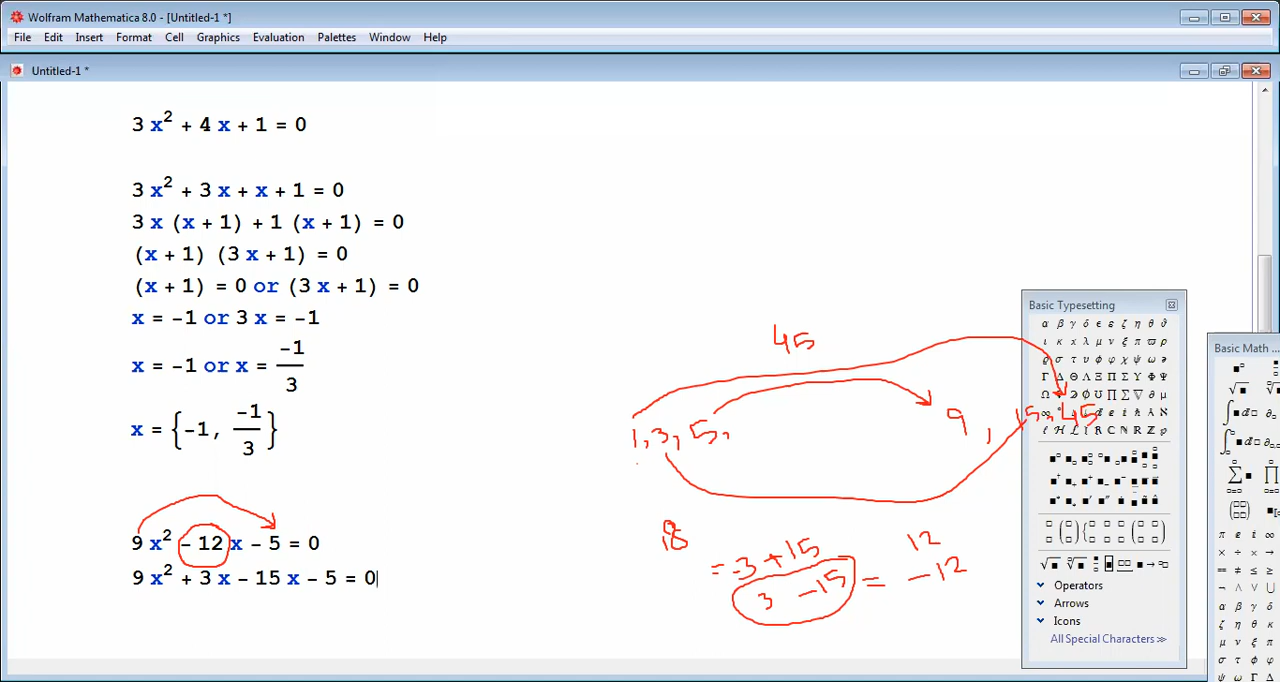 Wolfram Mathematica 8.0 - [Untitled-1 *]
File Edit Insert Format Cell Graphics Evaluation Palettes Window Help
Untitled-1 *
3 x² + 4 x + 1 = 0
3 x² + 3 x + x + 1 = 0
3 x (x + 1) + 1 (x + 1) = 0
(x + 1) (3 x + 1) = 0
(x + 1) = 0 or (3 x + 1) = 0
x = -1 or 3 x = -1
x = -1 or x = -1/3
x = {-1, -1/3}
9 x² - 12 x - 5 = 0
9 x² + 3 x - 15 x - 5 = 0
45
1, 3, 5, 9, 15, 45
18
= -3 + 15 12
3 - 15 = -12
Basic Typesetting
Operators
Arrows
Icons
All Special Characters >>
Basic Math ...